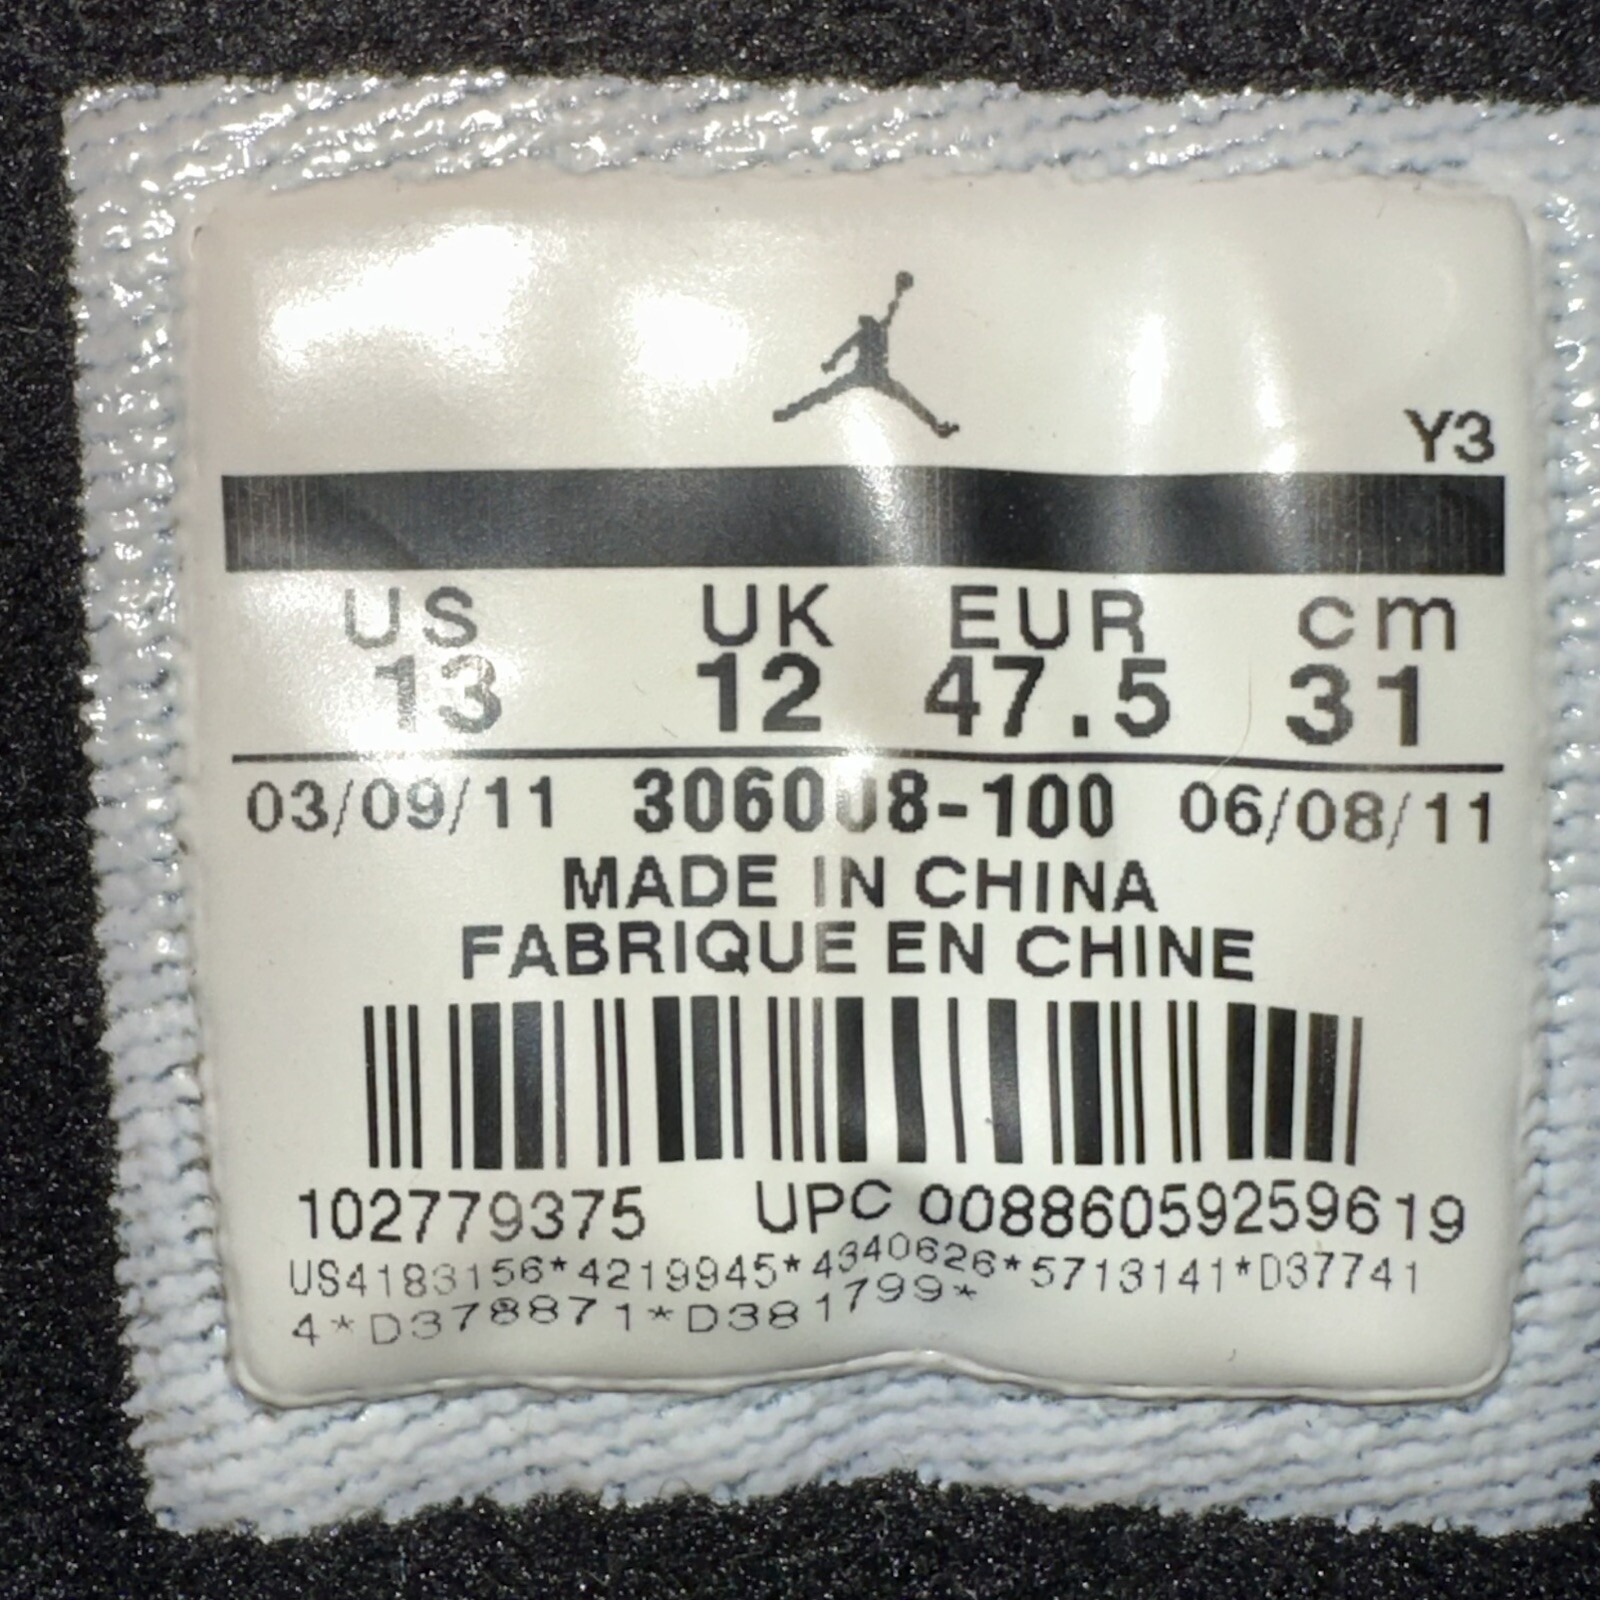 Y3
US UK EUR cm
13 12 47.5 31
03/09/11 306008-100 06/08/11
MADE IN CHINA
FABRIQUE EN CHINE
102779375 UPC 00886059259619
US4183156*4219945*4340626*5713141*D37741
4*D378871*D381799*